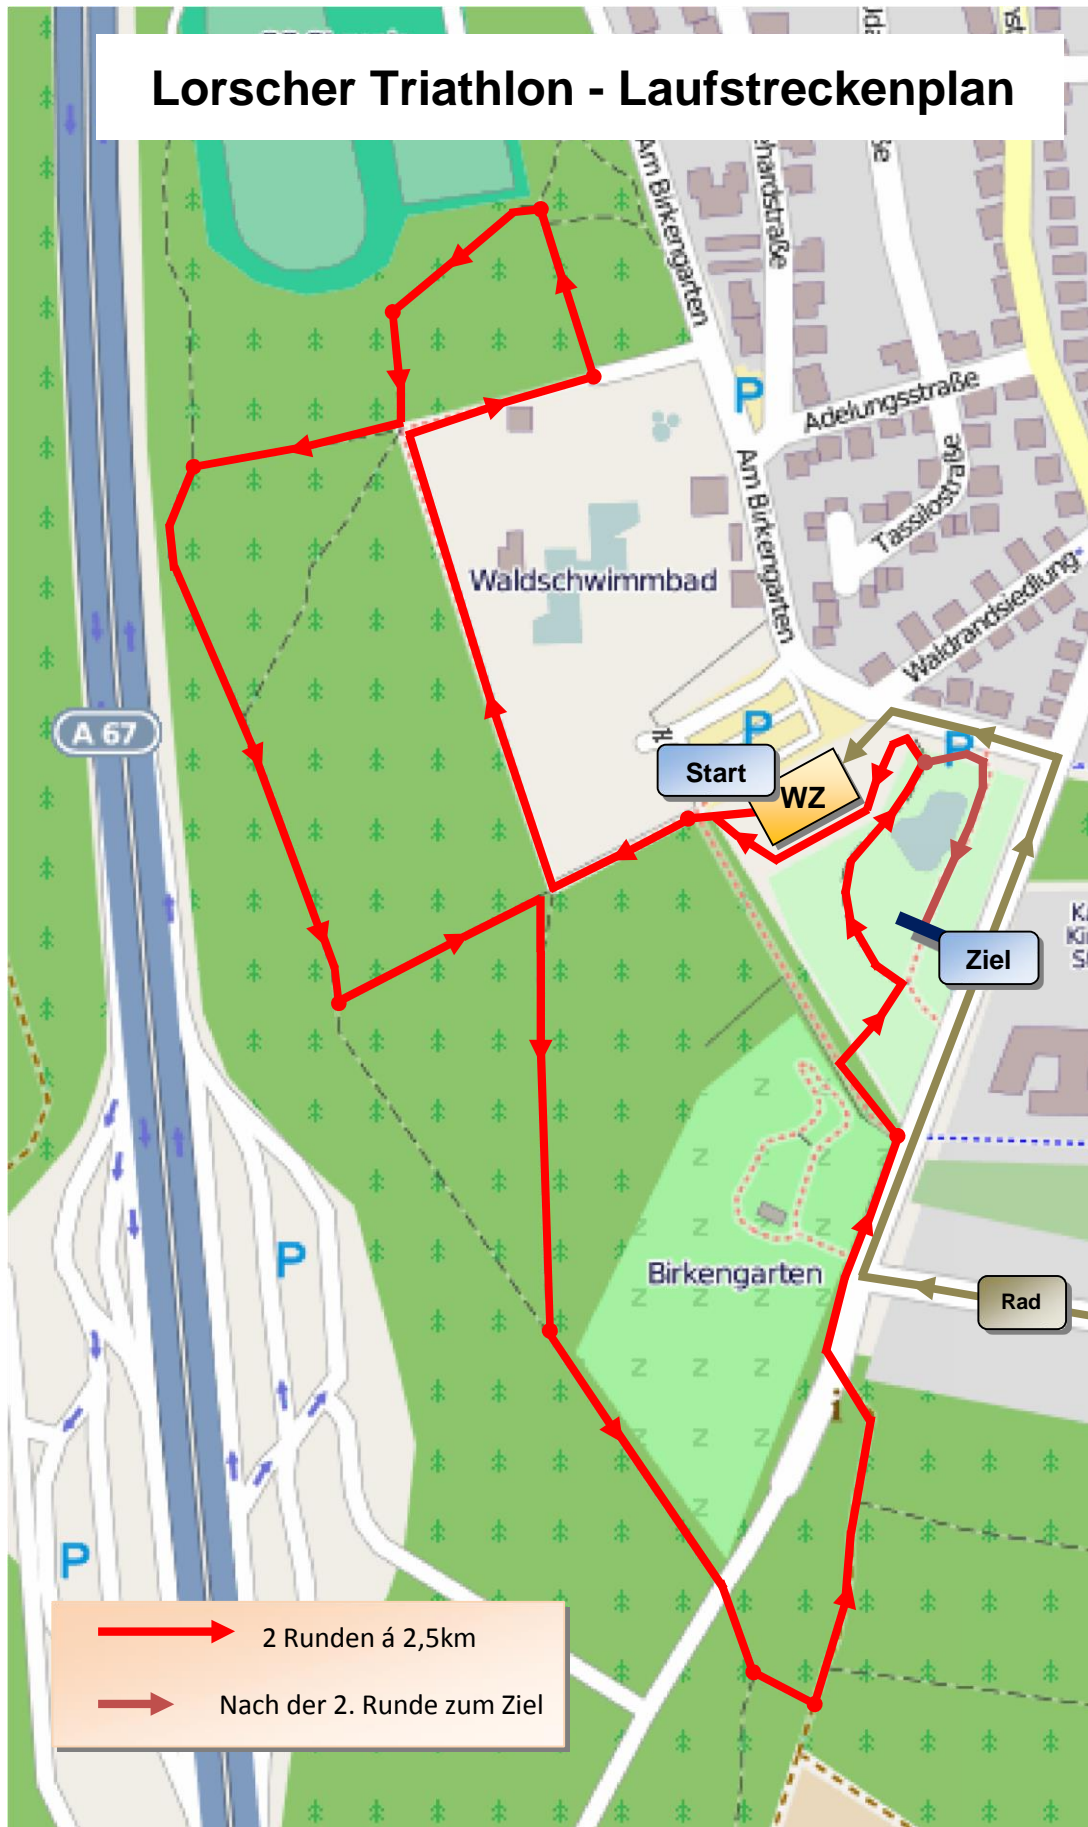 Lorscher Triathlon - Laufstreckenplan
Am Birkengarten
P
Adelungsstraße
Am Birkengarten
Tassilostraße
Waldschwimmbad
Waldrandsiedlung
A 67
P
P
Start
WZ
Ziel
Birkengarten
P
Rad
i
P
2 Runden á 2,5km
Nach der 2. Runde zum Ziel